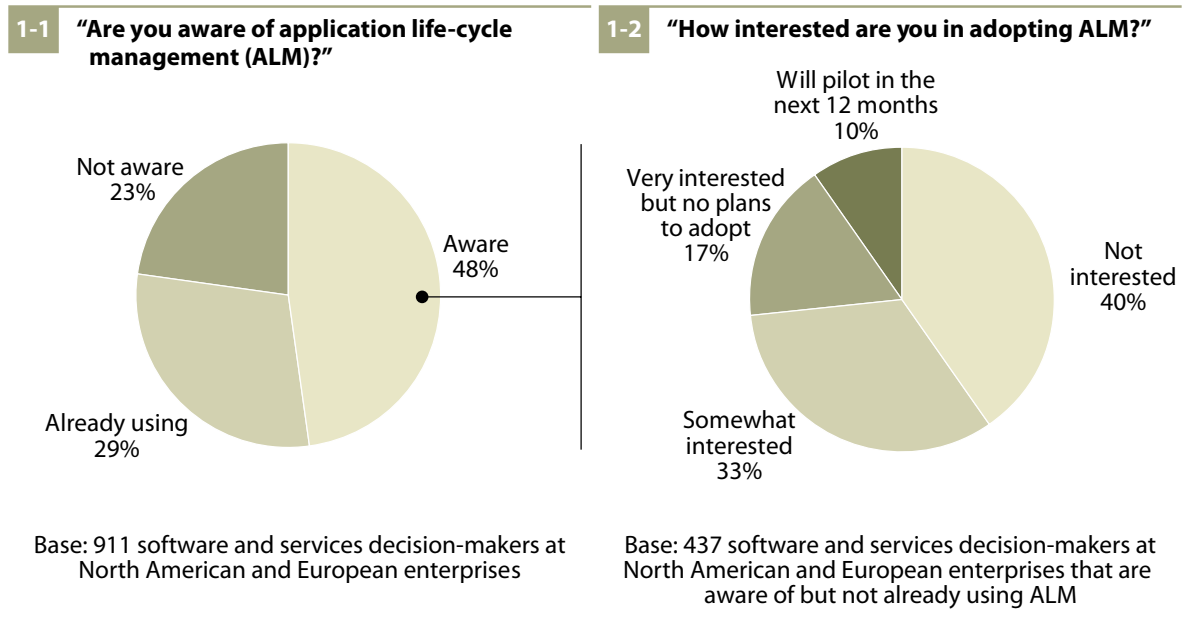 1-1
“Are you aware of application life-cycle
management (ALM)?”
Not aware
23%
Aware
48%
Already using
29%
Base: 911 software and services decision-makers at
North American and European enterprises
1-2
“How interested are you in adopting ALM?”
Will pilot in the
next 12 months
10%
Very interested
but no plans
to adopt
17%
Not
interested
40%
Somewhat
interested
33%
Base: 437 software and services decision-makers at
North American and European enterprises that are
aware of but not already using ALM